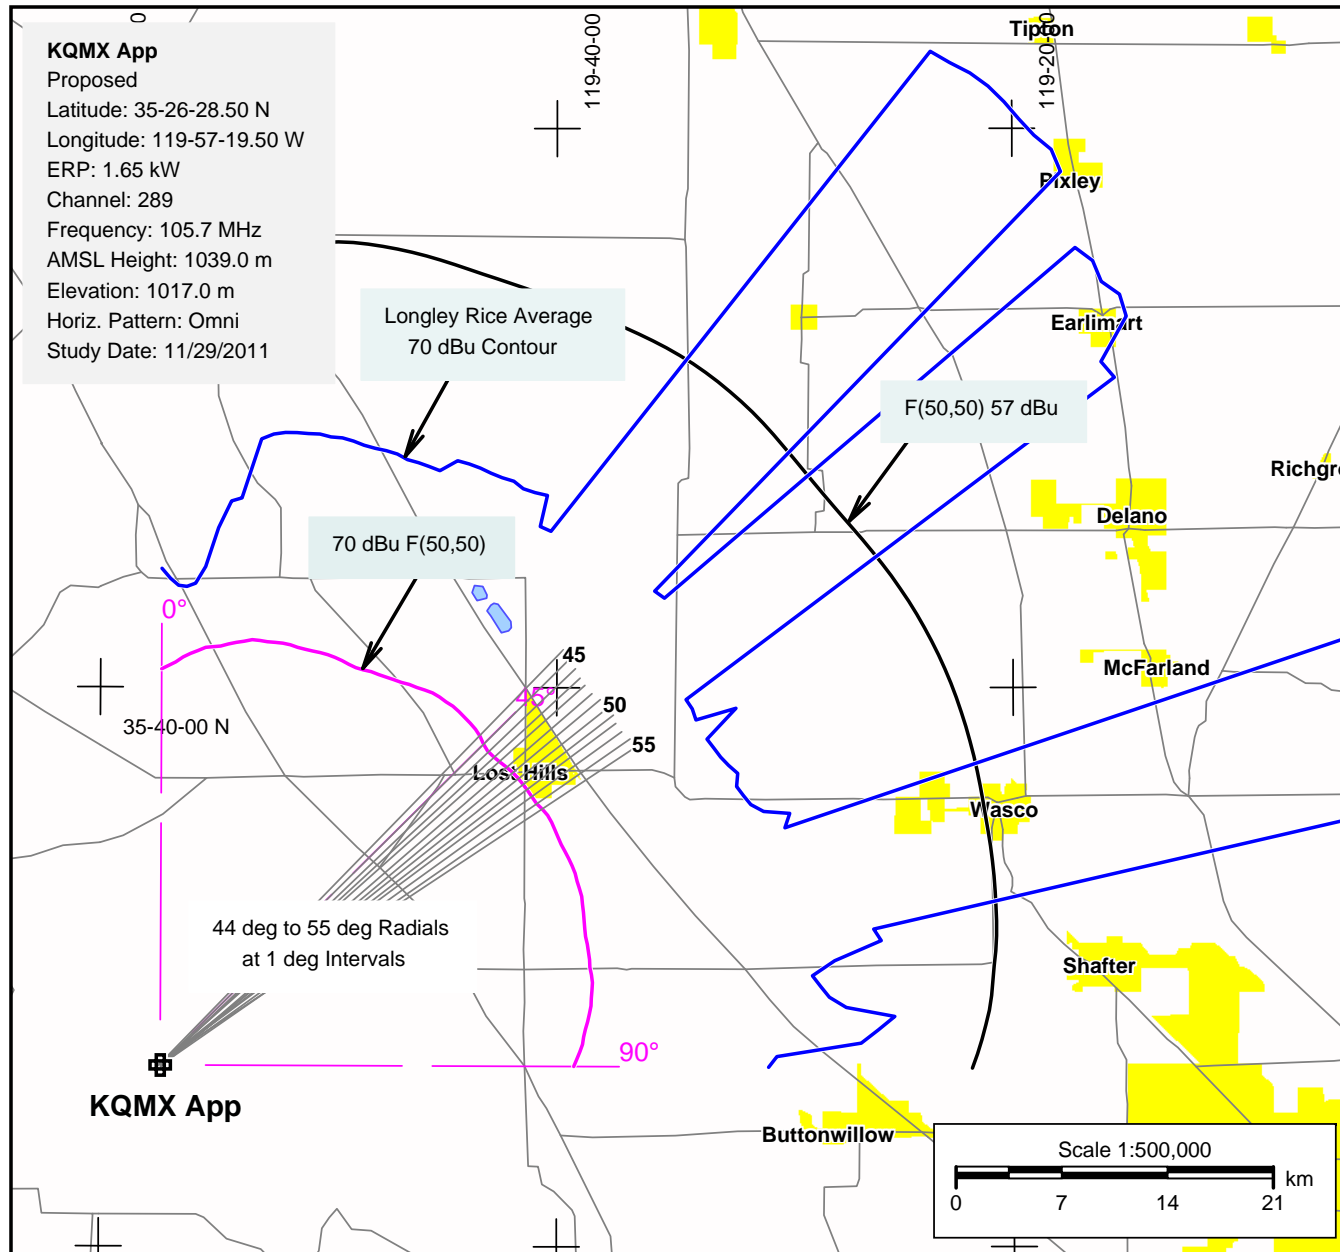 0
119-40-00
119-20-00
KQMX App
Proposed
Latitude: 35-26-28.50 N
Longitude: 119-57-19.50 W
ERP: 1.65 kW
Channel: 289
Frequency: 105.7 MHz
AMSL Height: 1039.0 m
Elevation: 1017.0 m
Horiz. Pattern: Omni
Study Date: 11/29/2011
Tipton
Pixley
Longley Rice Average
70 dBu Contour
Earlimart
F(50,50) 57 dBu
Richgr
Delano
70 dBu F(50,50)
0°
45
45°
50
55
McFarland
35-40-00 N
Lost Hills
Wasco
44 deg to 55 deg Radials
at 1 deg Intervals
Shafter
90°
KQMX App
Buttonwillow
Scale 1:500,000
km
0 7 14 21